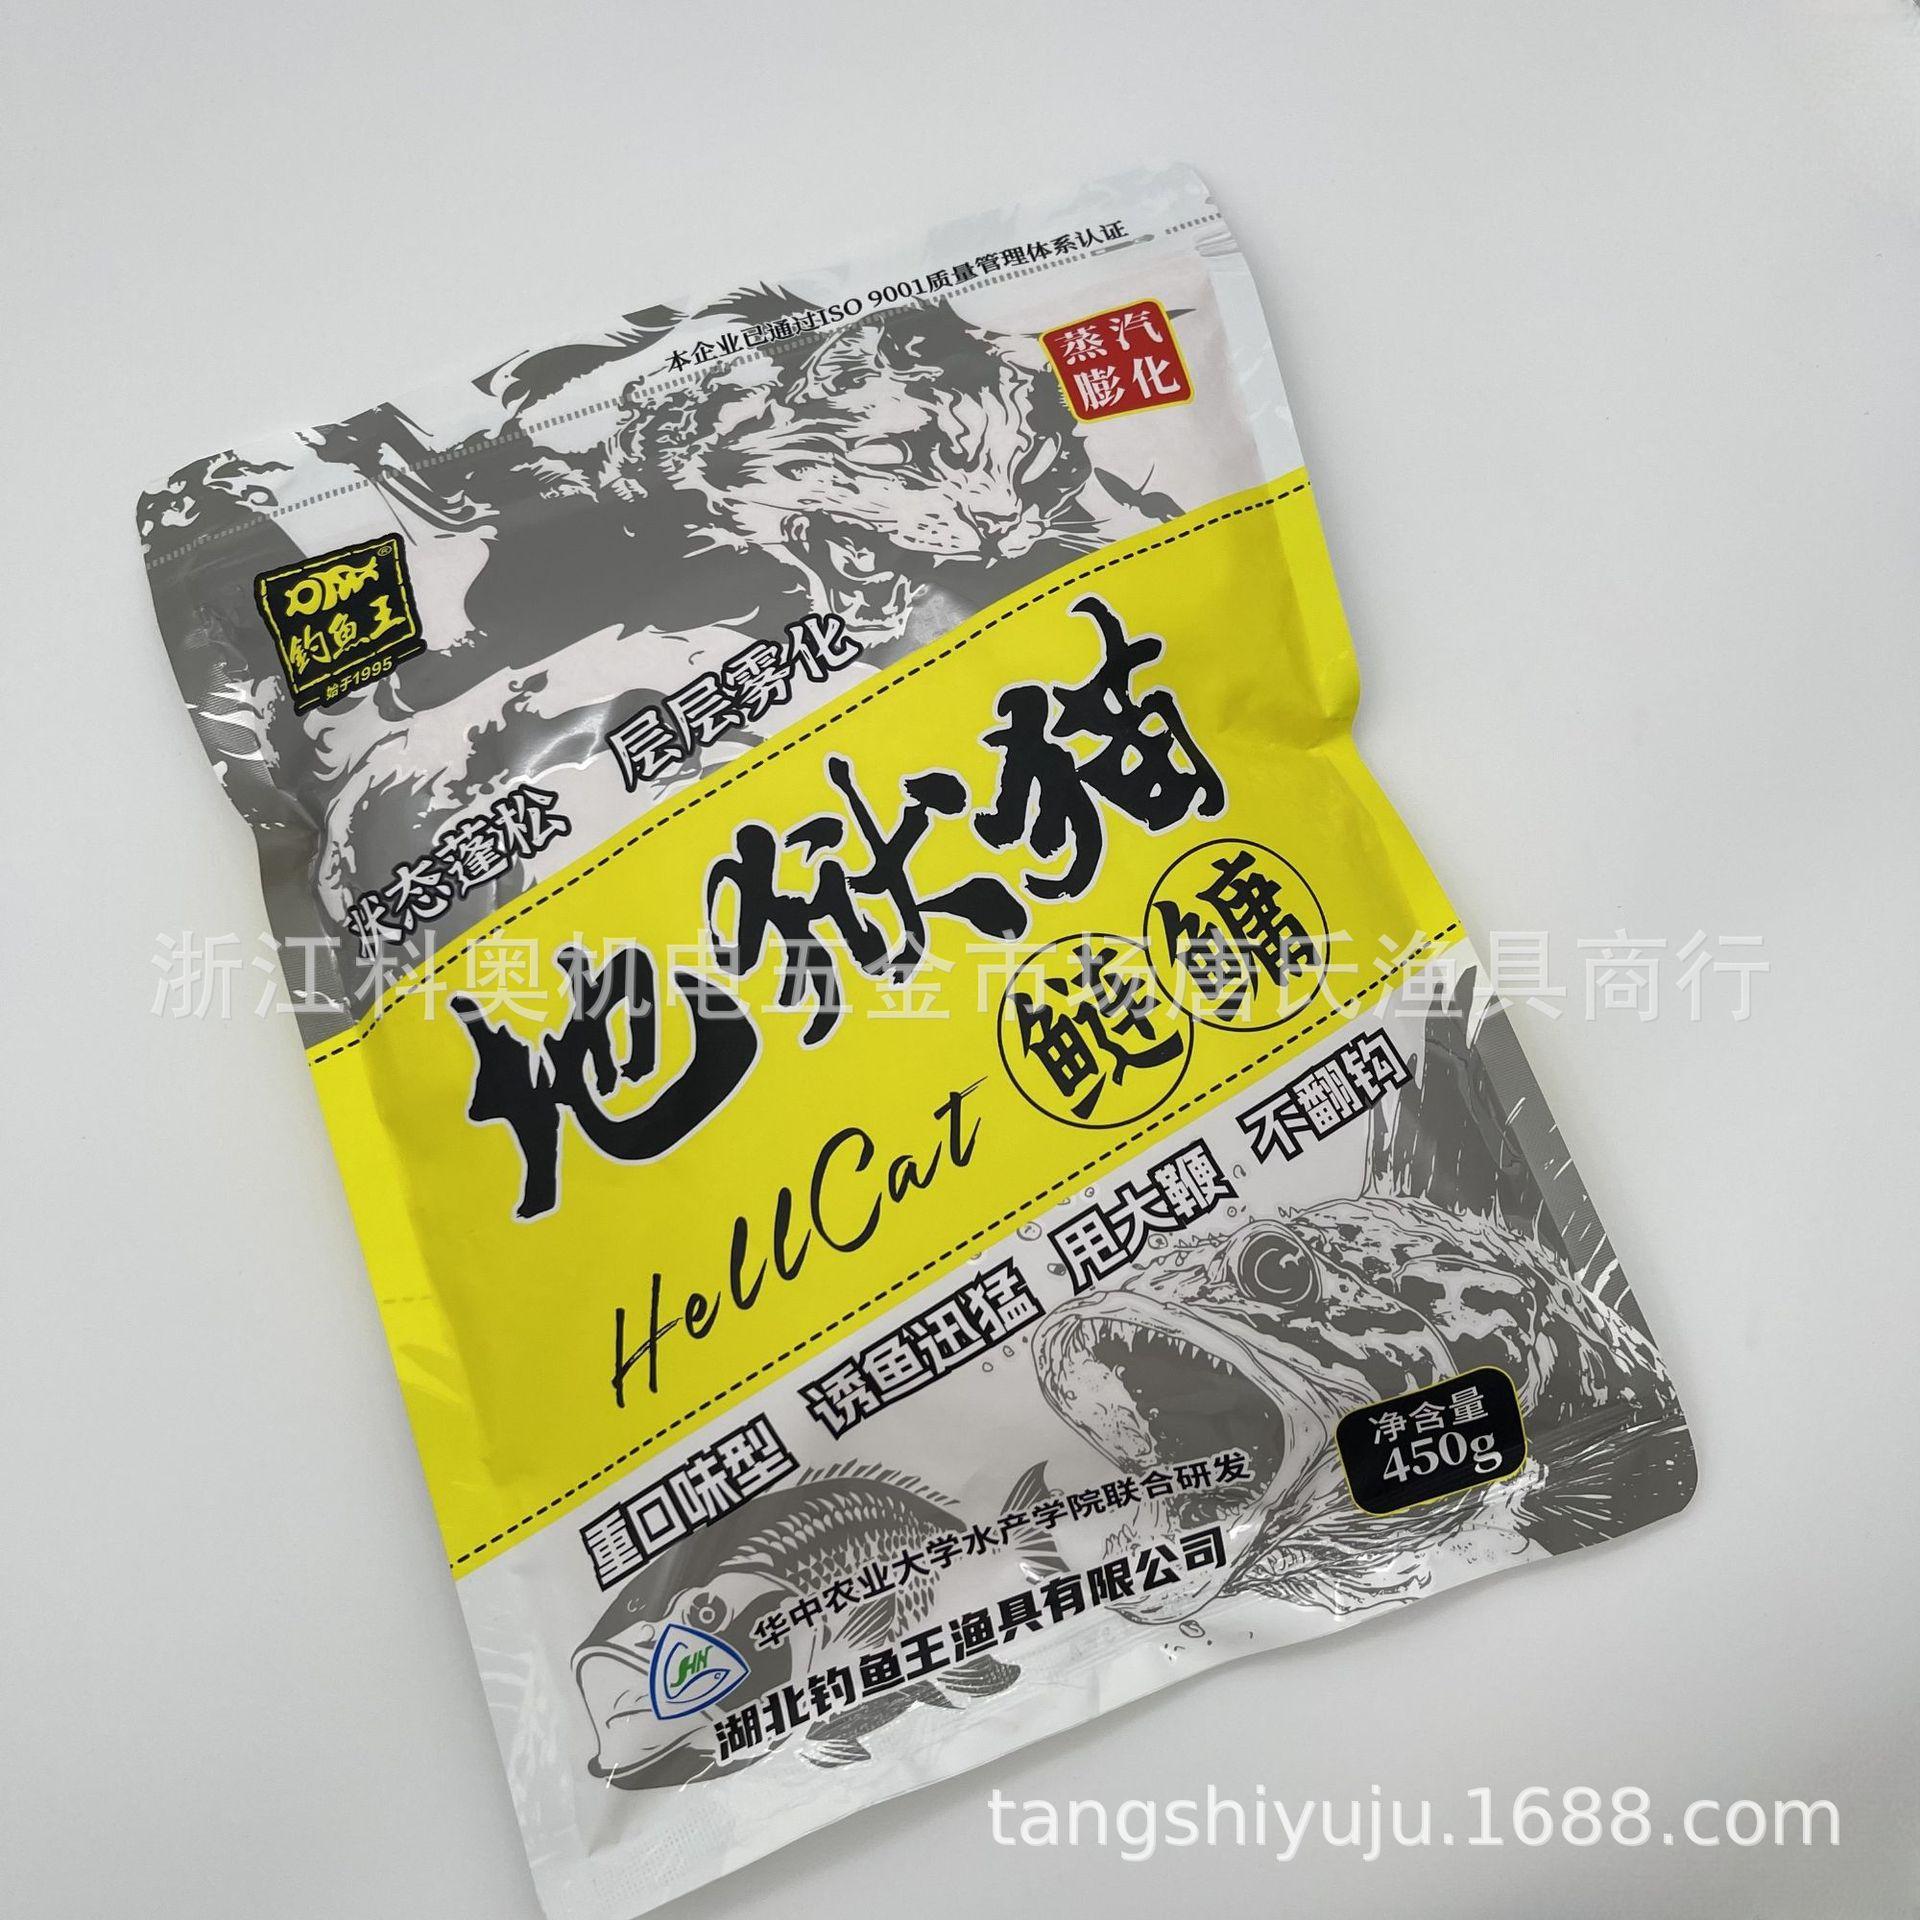 本企业已通过ISO 9001质量管理体系认证
蒸汽
膨化
钓鱼王
®
始于1995
状态蓬松 层层雾化
地狱猫
鲢鳙
HellCat
浙江科奥机电五金市场唐氏渔具商行
重口味型 诱鱼迅猛 甩大鞭 不翻钩
净含量
450g
SHN
华中农业大学水产学院联合研发
湖北钓鱼王渔具有限公司
tangshiyuju.1688.com